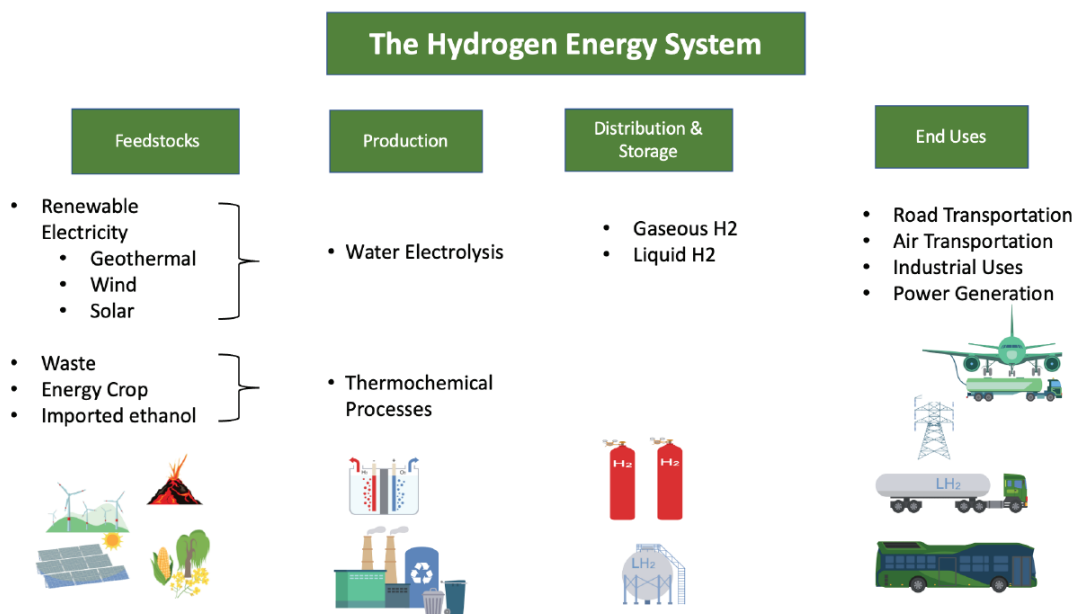 The Hydrogen Energy System
Feedstocks
Production
Distribution &
Storage
End Uses
• Renewable
Electricity
• Geothermal
• Wind
• Solar
• Waste
• Energy Crop
• Imported ethanol
• Water Electrolysis
• Thermochemical
Processes
• Gaseous H2
• Liquid H2
• Road Transportation
• Air Transportation
• Industrial Uses
• Power Generation
H₂
H₂
LH₂
LH₂